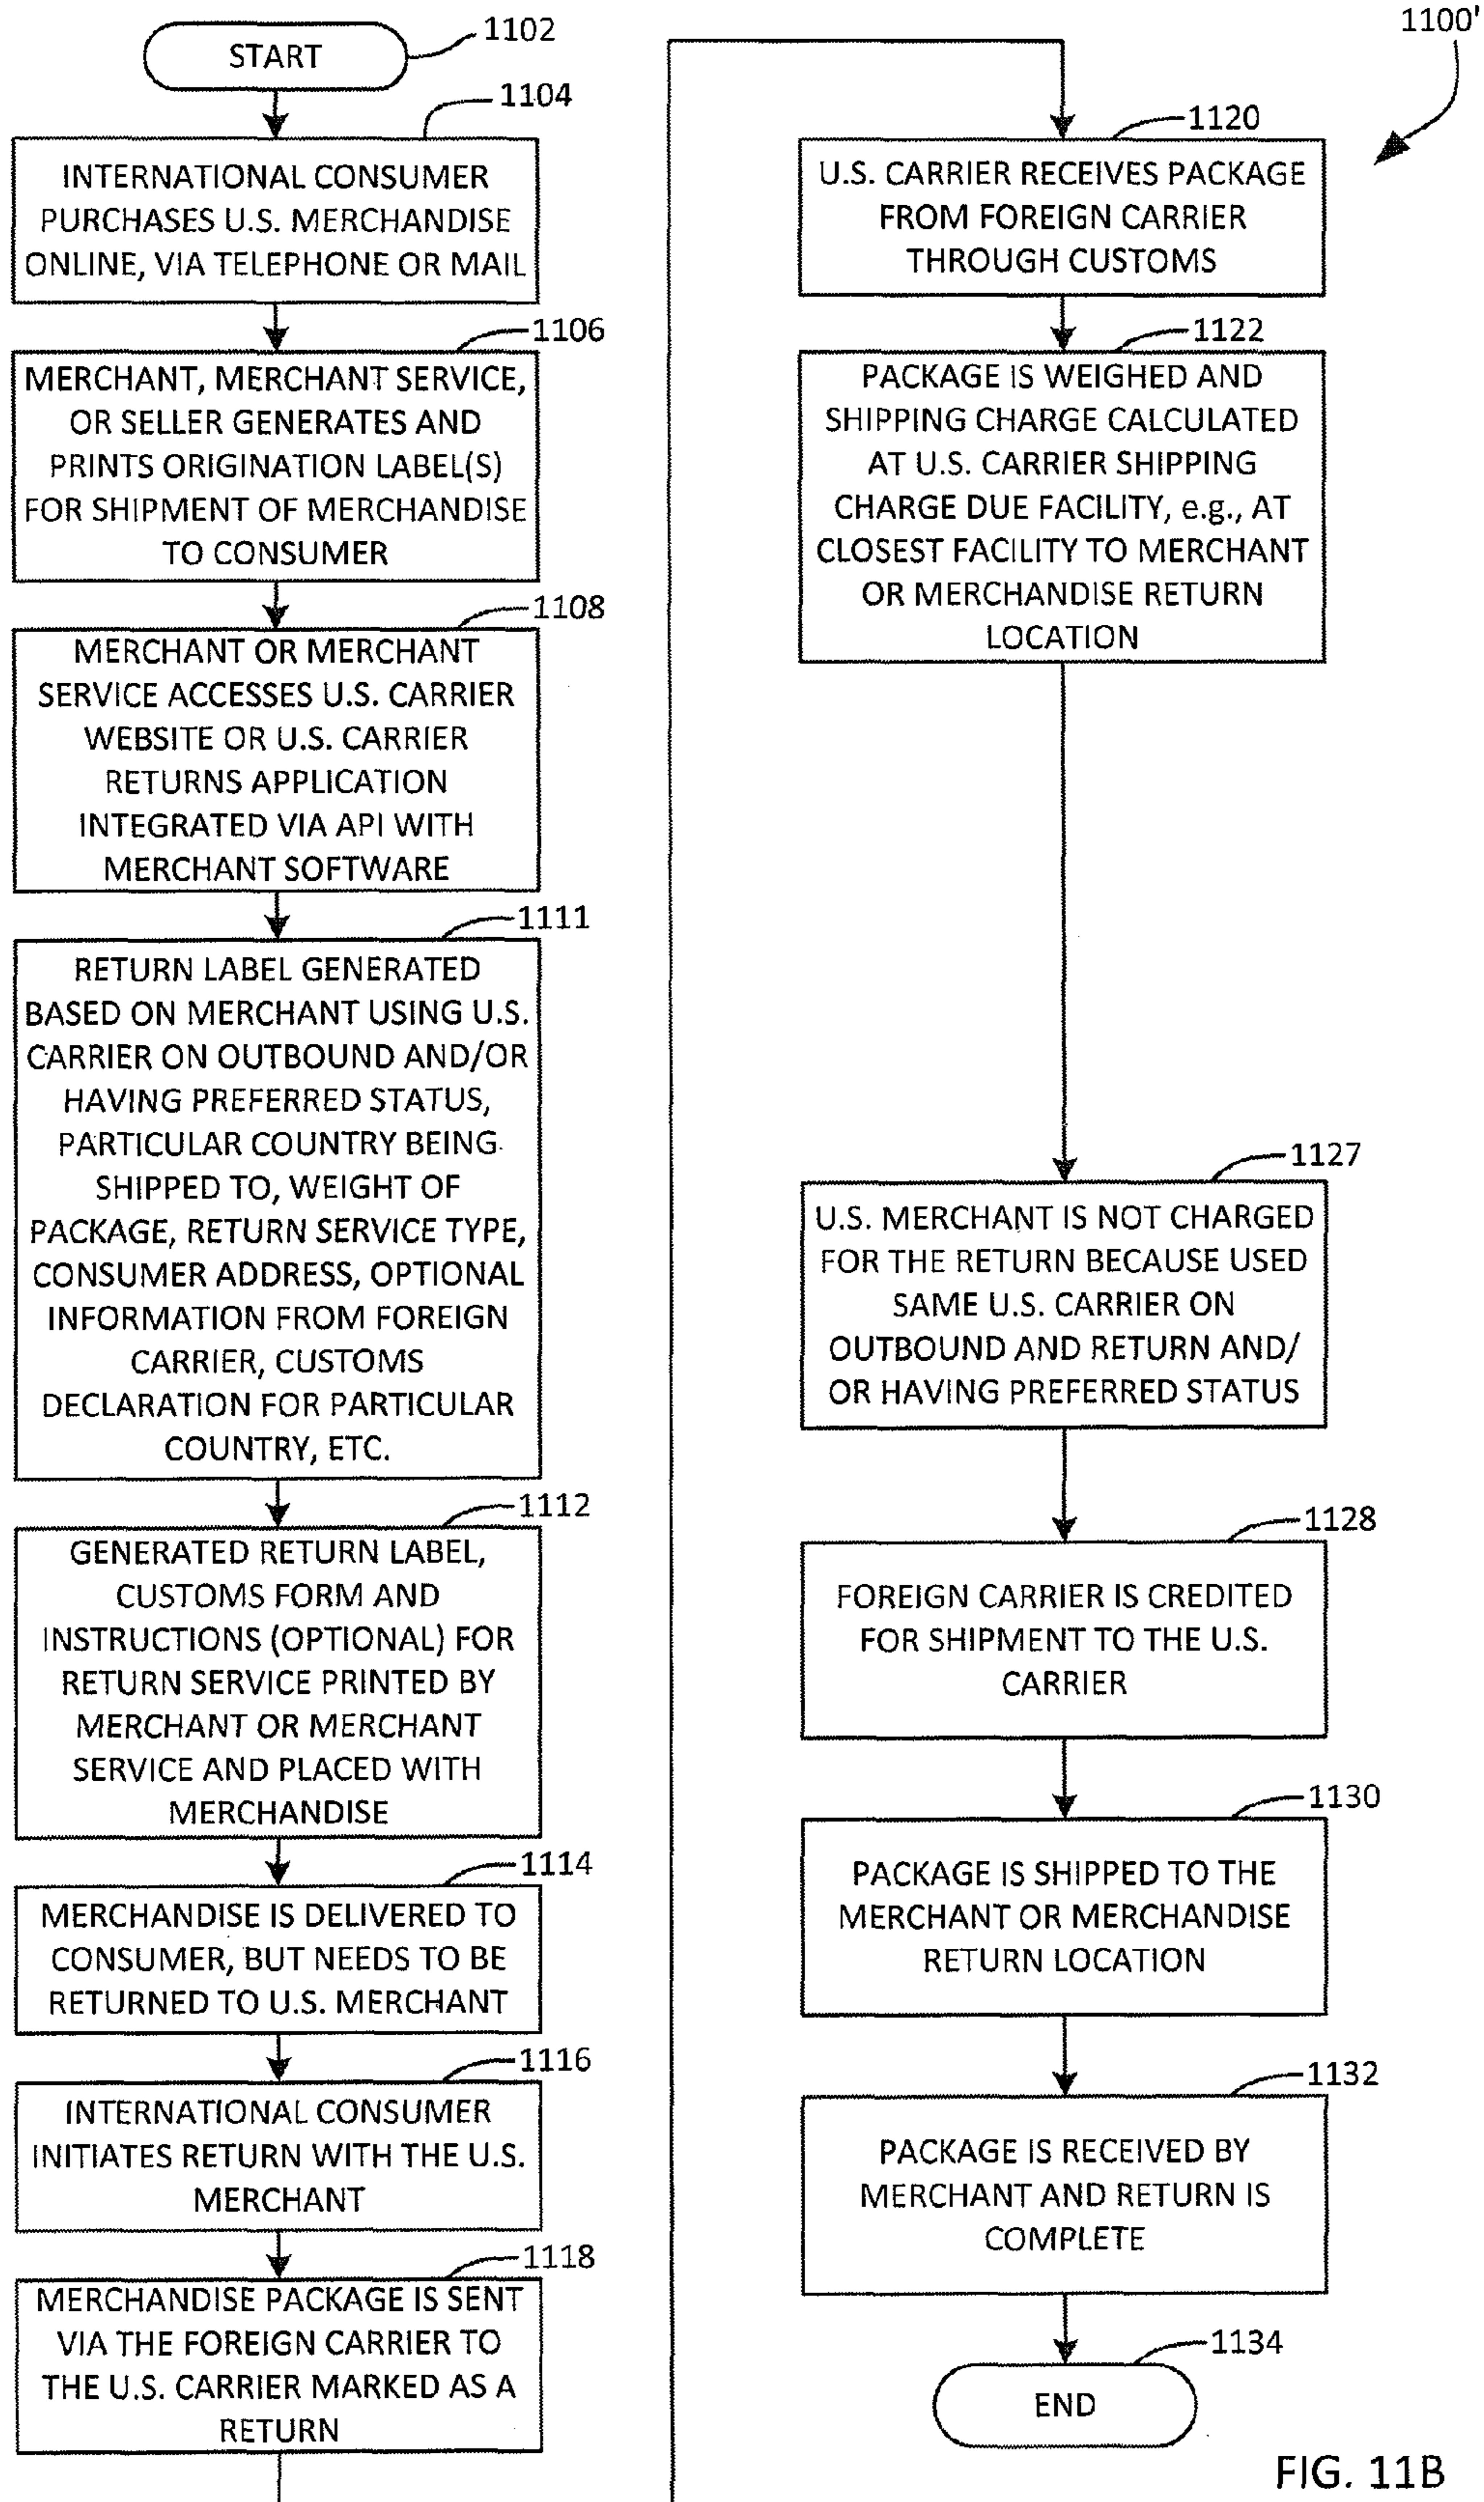 1100'
START
1102
1104
INTERNATIONAL CONSUMER
PURCHASES U.S. MERCHANDISE
ONLINE, VIA TELEPHONE OR MAIL
1106
MERCHANT, MERCHANT SERVICE,
OR SELLER GENERATES AND
PRINTS ORIGINATION LABEL(S)
FOR SHIPMENT OF MERCHANDISE
TO CONSUMER
1108
MERCHANT OR MERCHANT
SERVICE ACCESSES U.S. CARRIER
WEBSITE OR U.S. CARRIER
RETURNS APPLICATION
INTEGRATED VIA API WITH
MERCHANT SOFTWARE
1111
RETURN LABEL GENERATED
BASED ON MERCHANT USING U.S.
CARRIER ON OUTBOUND AND/OR
HAVING PREFERRED STATUS,
PARTICULAR COUNTRY BEING
SHIPPED TO, WEIGHT OF
PACKAGE, RETURN SERVICE TYPE,
CONSUMER ADDRESS, OPTIONAL
INFORMATION FROM FOREIGN
CARRIER, CUSTOMS
DECLARATION FOR PARTICULAR
COUNTRY, ETC.
1112
GENERATED RETURN LABEL,
CUSTOMS FORM AND
INSTRUCTIONS (OPTIONAL) FOR
RETURN SERVICE PRINTED BY
MERCHANT OR MERCHANT
SERVICE AND PLACED WITH
MERCHANDISE
1114
MERCHANDISE IS DELIVERED TO
CONSUMER, BUT NEEDS TO BE
RETURNED TO U.S. MERCHANT
1116
INTERNATIONAL CONSUMER
INITIATES RETURN WITH THE U.S.
MERCHANT
1118
MERCHANDISE PACKAGE IS SENT
VIA THE FOREIGN CARRIER TO
THE U.S. CARRIER MARKED AS A
RETURN
1120
U.S. CARRIER RECEIVES PACKAGE
FROM FOREIGN CARRIER
THROUGH CUSTOMS
1122
PACKAGE IS WEIGHED AND
SHIPPING CHARGE CALCULATED
AT U.S. CARRIER SHIPPING
CHARGE DUE FACILITY, e.g., AT
CLOSEST FACILITY TO MERCHANT
OR MERCHANDISE RETURN
LOCATION
1127
U.S. MERCHANT IS NOT CHARGED
FOR THE RETURN BECAUSE USED
SAME U.S. CARRIER ON
OUTBOUND AND RETURN AND/
OR HAVING PREFERRED STATUS
1128
FOREIGN CARRIER IS CREDITED
FOR SHIPMENT TO THE U.S.
CARRIER
1130
PACKAGE IS SHIPPED TO THE
MERCHANT OR MERCHANDISE
RETURN LOCATION
1132
PACKAGE IS RECEIVED BY
MERCHANT AND RETURN IS
COMPLETE
1134
END
FIG. 11B